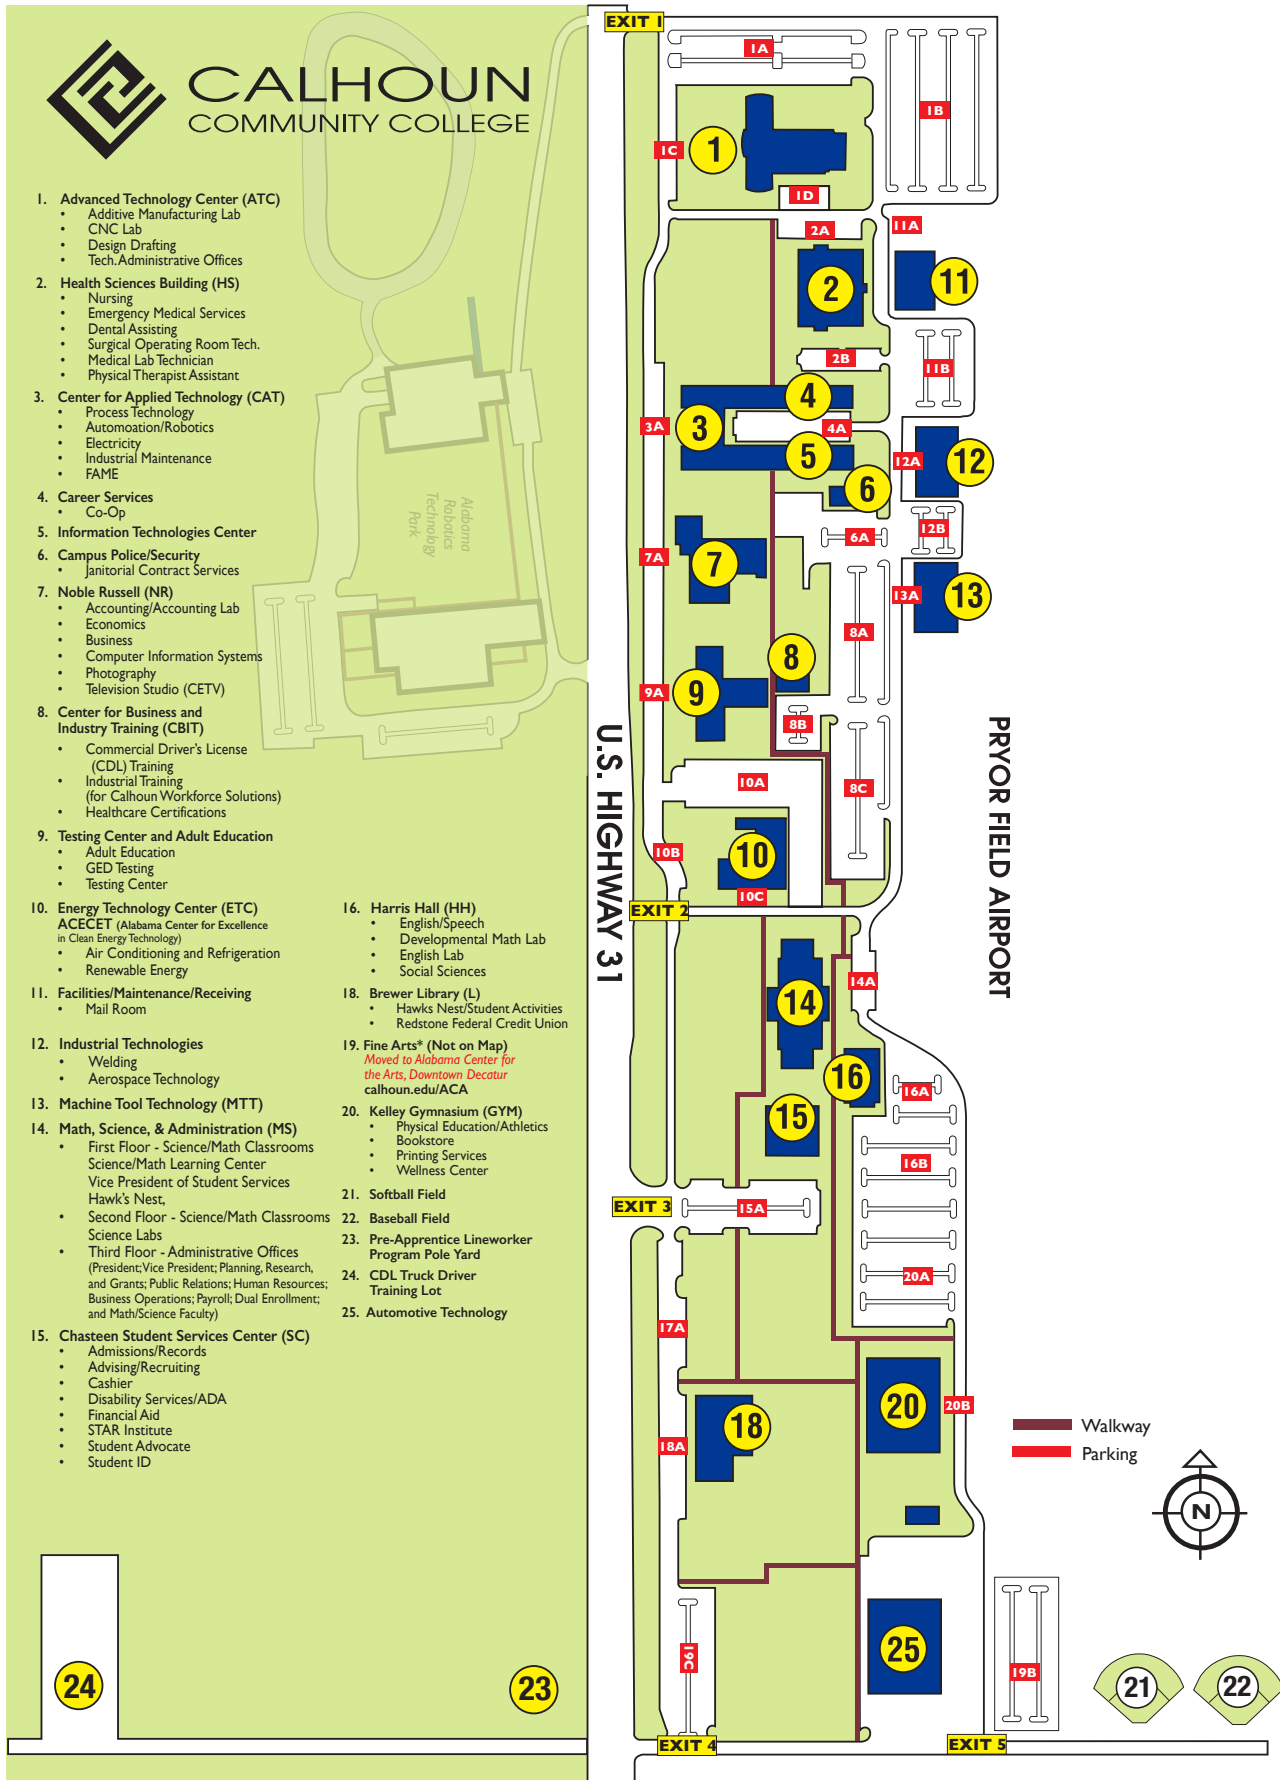 CALHOUN
COMMUNITY COLLEGE
1. Advanced Technology Center (ATC)
• Additive Manufacturing Lab
• CNC Lab
• Design Drafting
• Tech. Administrative Offices
2. Health Sciences Building (HS)
• Nursing
• Emergency Medical Services
• Dental Assisting
• Surgical Operating Room Tech.
• Medical Lab Technician
• Physical Therapist Assistant
3. Center for Applied Technology (CAT)
• Process Technology
• Automoation/Robotics
• Electricity
• Industrial Maintenance
• FAME
4. Career Services
• Co-Op
5. Information Technologies Center
6. Campus Police/Security
• Janitorial Contract Services
7. Noble Russell (NR)
• Accounting/Accounting Lab
• Economics
• Business
• Computer Information Systems
• Photography
• Television Studio (CETV)
8. Center for Business and
Industry Training (CBIT)
• Commercial Driver's License
(CDL) Training
• Industrial Training
(for Calhoun Workforce Solutions)
• Healthcare Certifications
9. Testing Center and Adult Education
• Adult Education
• GED Testing
• Testing Center
10. Energy Technology Center (ETC)
ACECET (Alabama Center for Excellence
in Clean Energy Technology)
• Air Conditioning and Refrigeration
• Renewable Energy
11. Facilities/Maintenance/Receiving
• Mail Room
12. Industrial Technologies
• Welding
• Aerospace Technology
13. Machine Tool Technology (MTT)
14. Math, Science, & Administration (MS)
• First Floor - Science/Math Classrooms
Science/Math Learning Center
Vice President of Student Services
Hawk's Nest,
• Second Floor - Science/Math Classrooms
Science Labs
• Third Floor - Administrative Offices
(President; Vice President; Planning, Research,
and Grants; Public Relations; Human Resources;
Business Operations; Payroll; Dual Enrollment;
and Math/Science Faculty)
15. Chasteen Student Services Center (SC)
• Admissions/Records
• Advising/Recruiting
• Cashier
• Disability Services/ADA
• Financial Aid
• STAR Institute
• Student Advocate
• Student ID
16. Harris Hall (HH)
• English/Speech
• Developmental Math Lab
• English Lab
• Social Sciences
18. Brewer Library (L)
• Hawks Nest/Student Activities
• Redstone Federal Credit Union
19. Fine Arts* (Not on Map)
Moved to Alabama Center for
the Arts, Downtown Decatur
calhoun.edu/ACA
20. Kelley Gymnasium (GYM)
• Physical Education/Athletics
• Bookstore
• Printing Services
• Wellness Center
21. Softball Field
22. Baseball Field
23. Pre-Apprentice Lineworker
Program Pole Yard
24. CDL Truck Driver
Training Lot
25. Automotive Technology
Alabama
Robotics
Technology
Park
EXIT 1
1A
1B
1C
1
1D
2A
11A
2
11
2B
11B
4
3A
3
4A
5
12A
12
6
12B
6A
7A
7
13A
13
8A
8
9A
9
8B
U.S. HIGHWAY 31
PRYOR FIELD AIRPORT
10A
8C
10B
10
10C
EXIT 2
14A
14
16
16A
15
16B
EXIT 3
15A
20A
17A
20
20B
18
18A
Walkway
Parking
N
25
19C
19B
21
22
24
23
EXIT 4
EXIT 5